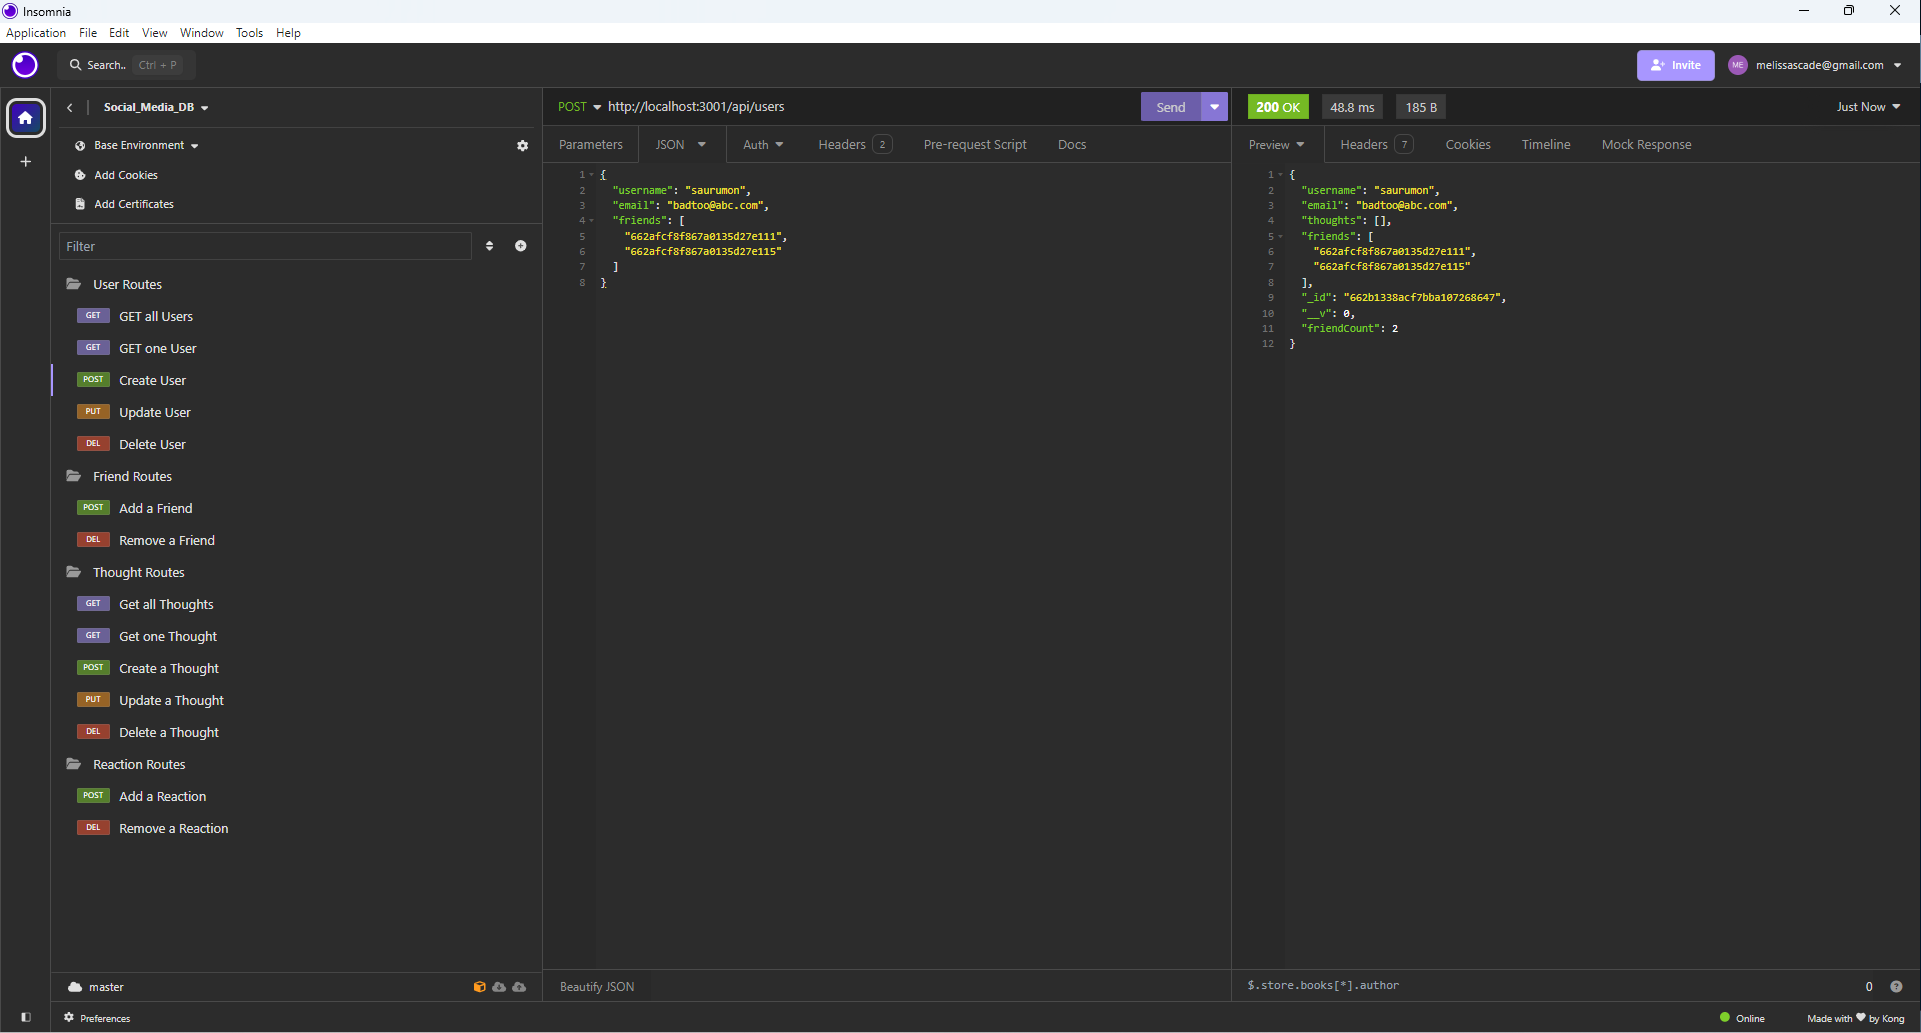 Insomnia
Application File Edit View Window Tools Help
Search.. Ctrl + P
Invite
ME melissascade@gmail.com
Social_Media_DB
Base Environment
Add Cookies
Add Certificates
Filter
User Routes
GET GET all Users
GET GET one User
POST Create User
PUT Update User
DEL Delete User
Friend Routes
POST Add a Friend
DEL Remove a Friend
Thought Routes
GET Get all Thoughts
GET Get one Thought
POST Create a Thought
PUT Update a Thought
DEL Delete a Thought
Reaction Routes
POST Add a Reaction
DEL Remove a Reaction
master
Preferences
POST http://localhost:3001/api/users Send
Parameters JSON Auth Headers 2 Pre-request Script Docs
1 {
2 "username": "saurumon",
3 "email": "badtoo@abc.com",
4 "friends": [
5 "662afcf8f867a0135d27e111",
6 "662afcf8f867a0135d27e115"
7 ]
8 }
Beautify JSON
200 OK 48.8 ms 185 B Just Now
Preview Headers 7 Cookies Timeline Mock Response
1 {
2 "username": "saurumon",
3 "email": "badtoo@abc.com",
4 "thoughts": [],
5 "friends": [
6 "662afcf8f867a0135d27e111",
7 "662afcf8f867a0135d27e115"
8 ],
9 "_id": "662b1338acf7bba107268647",
10 "__v": 0,
11 "friendCount": 2
12 }
$.store.books[*].author 0 ?
Online Made with ❤ by Kong